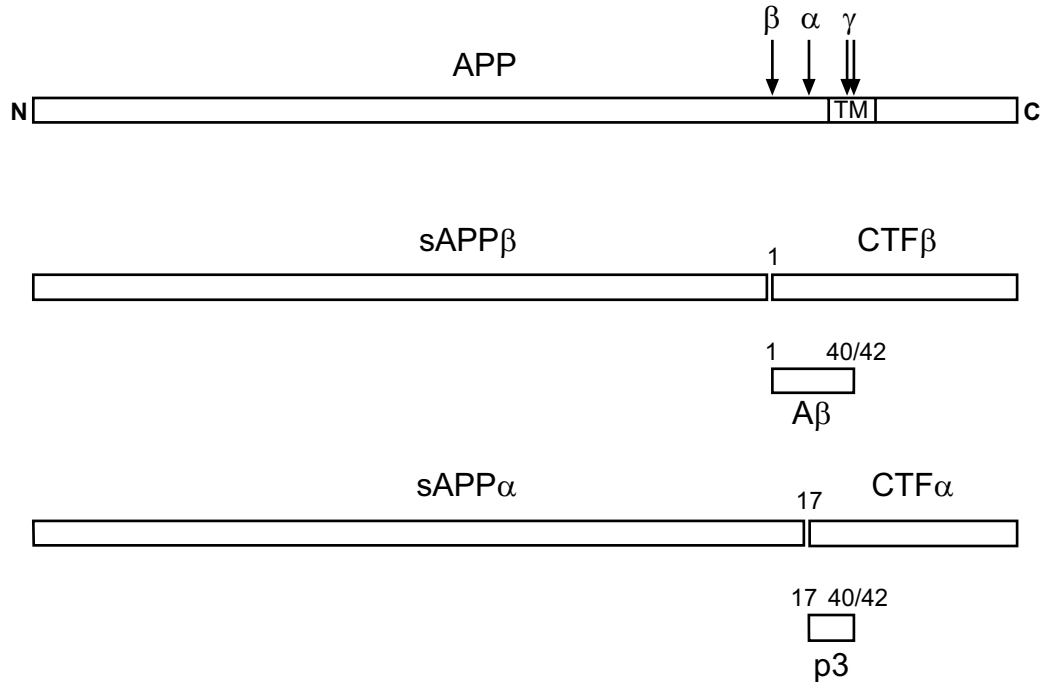 β α γ
APP
N TM C
sAPPβ CTFβ
1
1 40/42
Aβ
sAPPα CTFα
17
17 40/42
p3